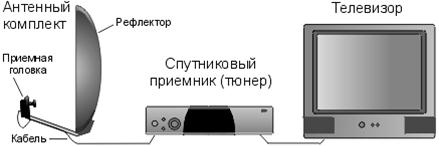 Антенный
комплект
Рефлектор
Приемная
головка
Кабель
Спутниковый
приемник (тюнер)
Телевизор